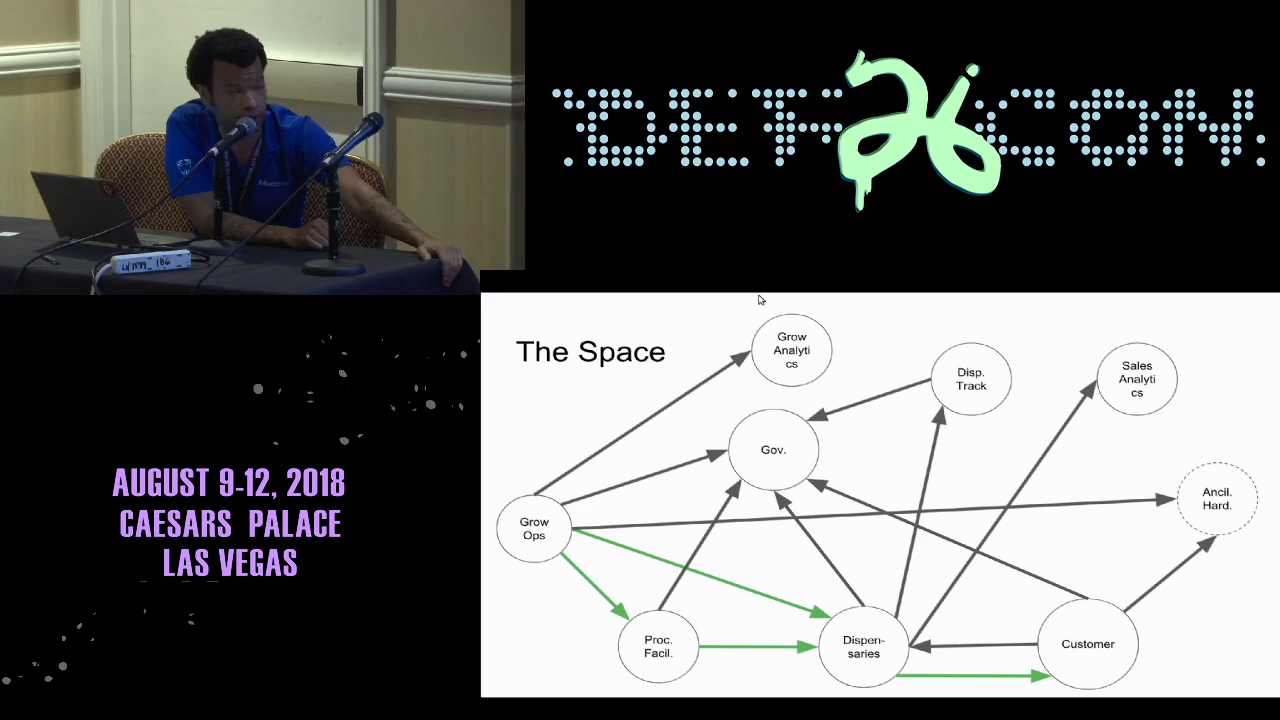 DEF 26 CON
AUGUST 9-12, 2018
CAESARS PALACE
LAS VEGAS
The Space
Grow
Analyti
cs
Disp.
Track
Sales
Analyti
cs
Gov.
Ancil.
Hard.
Grow
Ops
Proc.
Facil.
Dispen-
saries
Customer